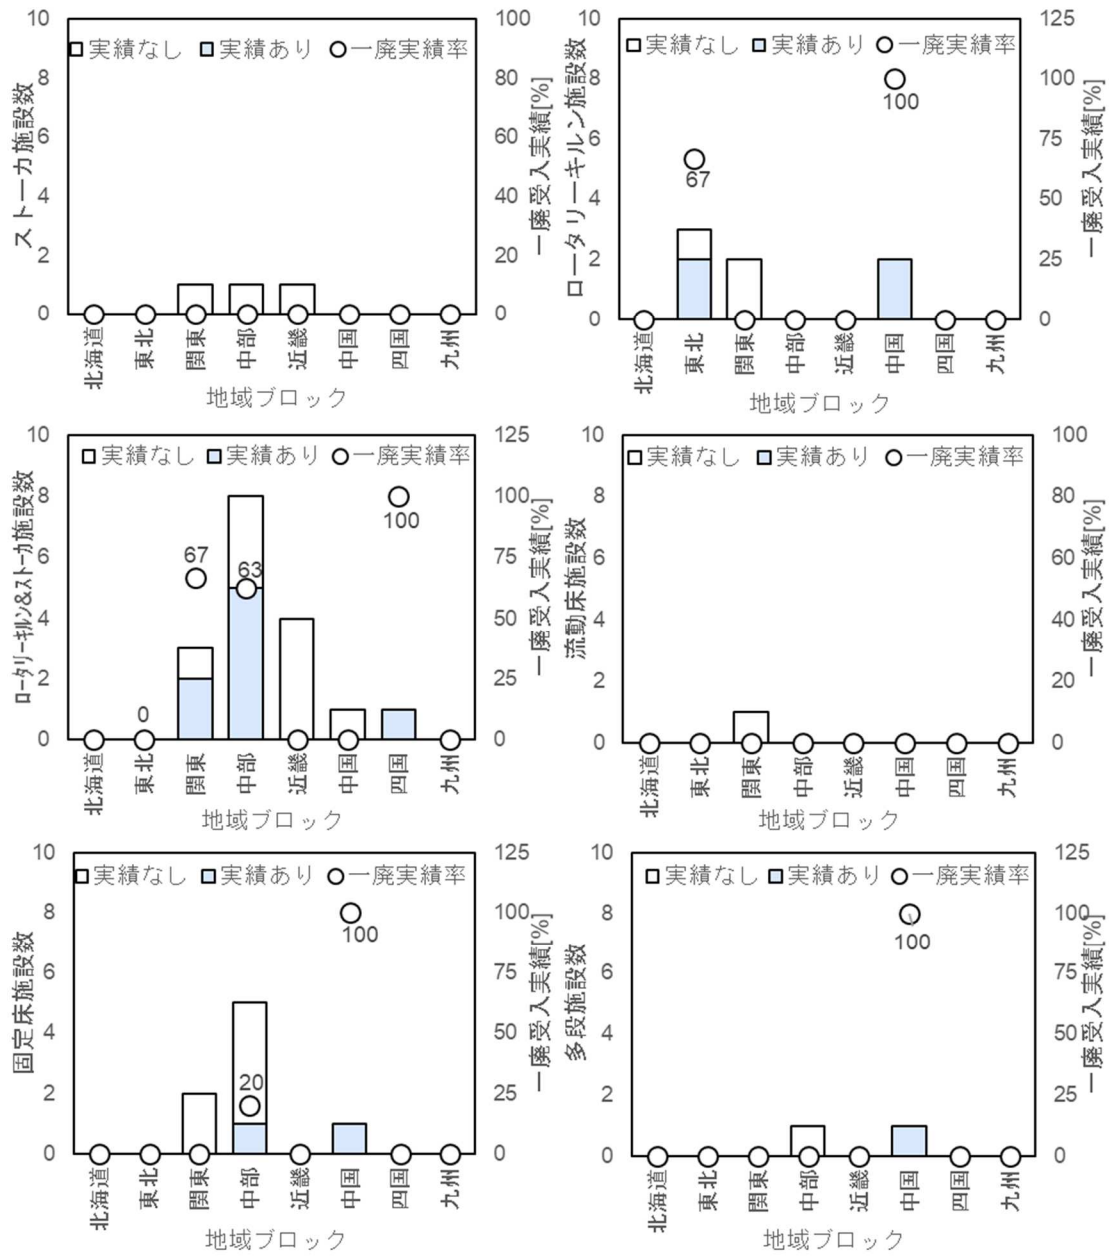 10
8
6
4
2
0
ストーカ施設数
実績なし 実績あり 一廃実績率
100
80
60
40
20
0
一廃受入実績[%]
北海道
東北
関東
中部
近畿
中国
四国
九州
地域ブロック
10
8
6
4
2
0
ロータリーキルン施設数
実績なし 実績あり 一廃実績率
67
100
125
100
75
50
25
0
一廃受入実績[%]
北海道
東北
関東
中部
近畿
中国
四国
九州
地域ブロック
10
8
6
4
2
0
ﾛｰﾀﾘｰｷﾙﾝ&ｽﾄｰｶ施設数
実績なし 実績あり 一廃実績率
0
67
63
100
125
100
75
50
25
0
一廃受入実績[%]
北海道
東北
関東
中部
近畿
中国
四国
九州
地域ブロック
10
8
6
4
2
0
流動床施設数
実績なし 実績あり 一廃実績率
100
80
60
40
20
0
一廃受入実績[%]
北海道
東北
関東
中部
近畿
中国
四国
九州
地域ブロック
10
8
6
4
2
0
固定床施設数
実績なし 実績あり 一廃実績率
20
100
125
100
75
50
25
0
一廃受入実績[%]
北海道
東北
関東
中部
近畿
中国
四国
九州
地域ブロック
10
8
6
4
2
0
多段施設数
実績なし 実績あり 一廃実績率
100
125
100
75
50
25
0
一廃受入実績[%]
北海道
東北
関東
中部
近畿
中国
四国
九州
地域ブロック